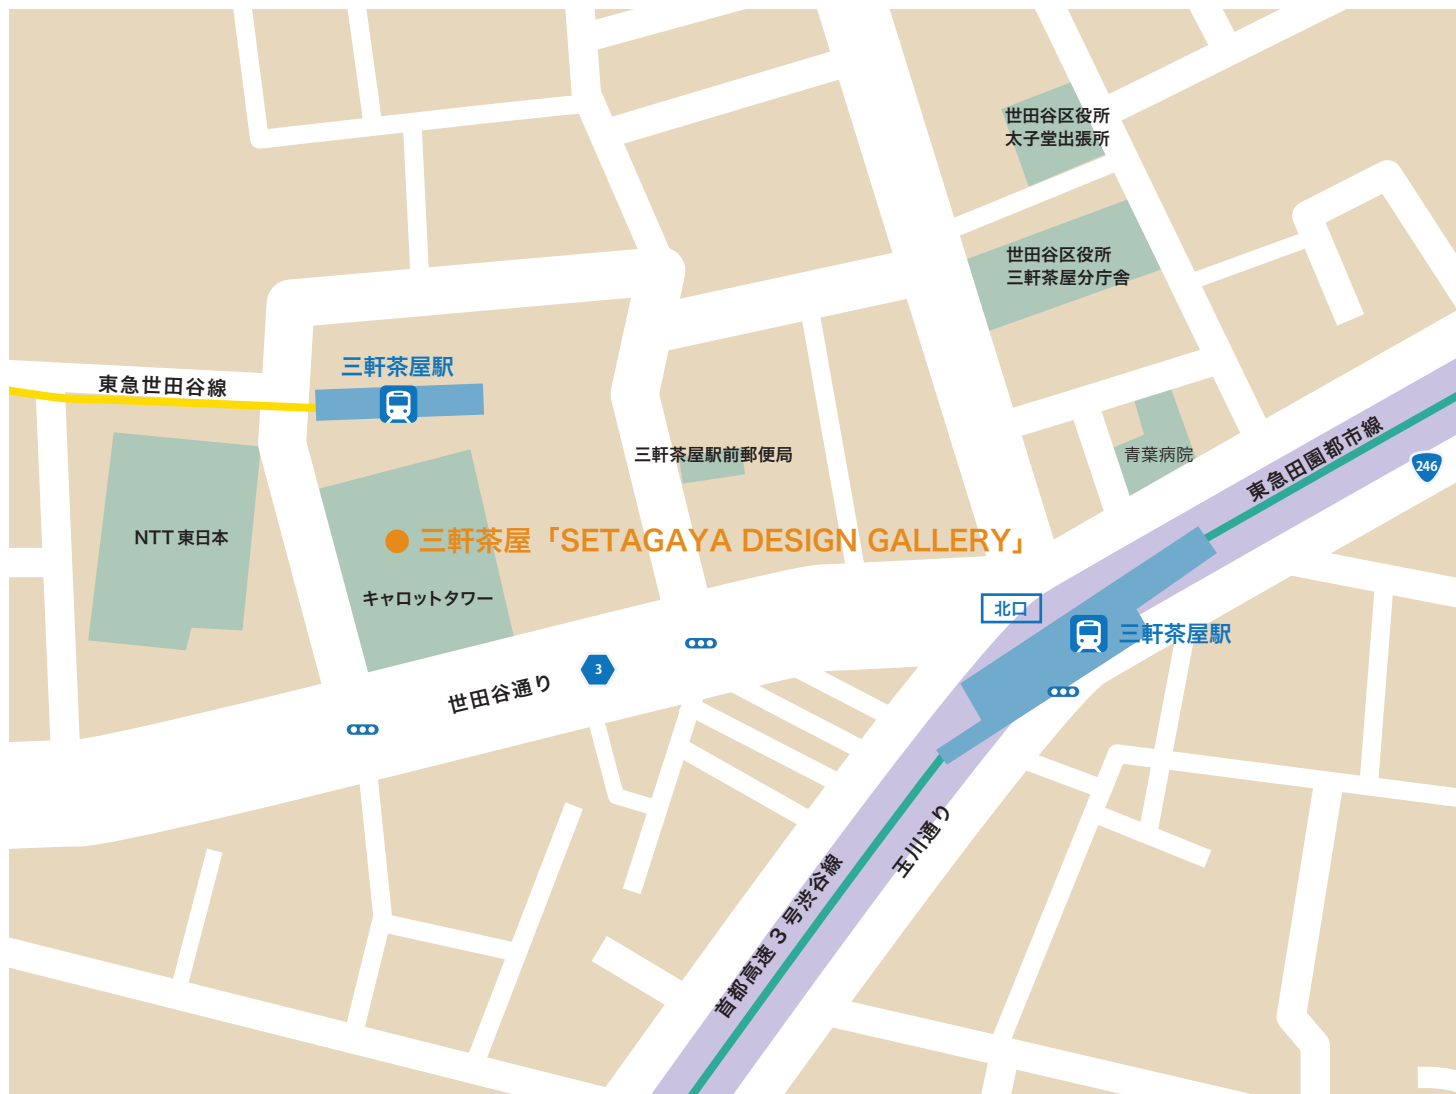 世田谷区役所
太子堂出張所
世田谷区役所
三軒茶屋分庁舎
三軒茶屋駅
東急世田谷線
三軒茶屋駅前郵便局
青葉病院
東急田園都市線
246
NTT東日本
三軒茶屋「SETAGAYA DESIGN GALLERY」
キャロットタワー
北口
三軒茶屋駅
3
世田谷通り
玉川通り
首都高速3号渋谷線